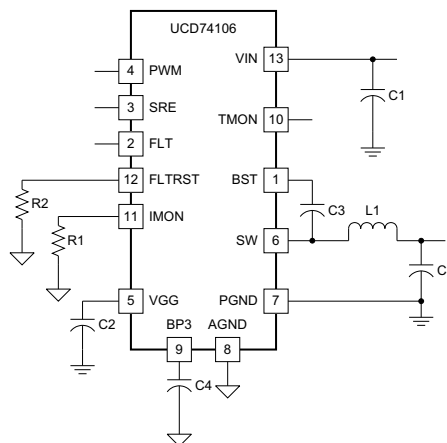 UCD74106
4 PWM
VIN 13
3 SRE
C1
2 FLT
TMON 10
12 FLTRST
BST 1
R2
11 IMON
C3
L1
R1
SW 6
C
5 VGG
PGND 7
C2
BP3 AGND
9 8
C4